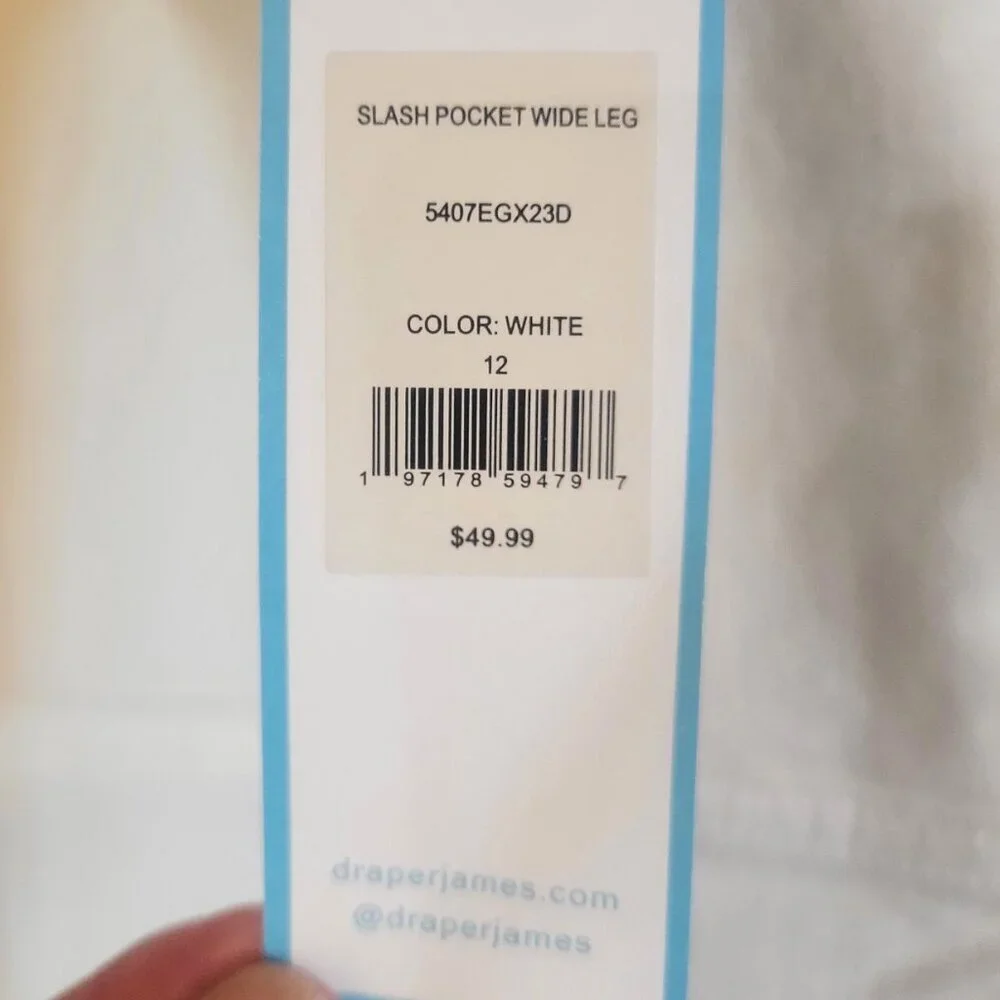 SLASH POCKET WIDE LEG
5407EGX23D
COLOR: WHITE
12
1 97178 59479 7
$49.99
draperjames.com
@draperjames